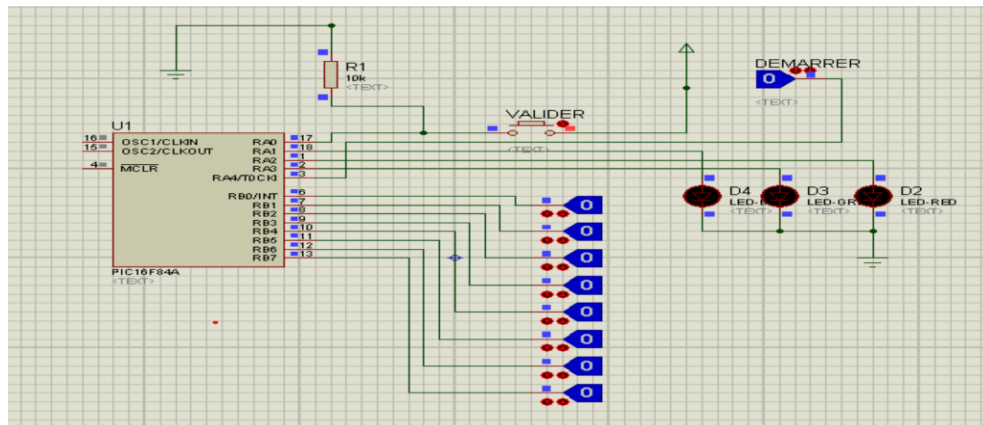 DEMARRER
0
<TEXT>
R1
10k
<TEXT>
VALIDER
<TEXT>
U1
16 OSC1/CLKIN RA0 17
15 OSC2/CLKOUT RA1 18
RA2 1
4 MCLR RA3 2
RA4/T0CKI 3
RB0/INT 6
RB1 7
RB2 8
RB3 9
RB4 10
RB5 11
RB6 12
RB7 13
PIC16F84A
<TEXT>
0
0
0
0
0
0
0
0
D4
<TEXT>
D3
LED-GR
<TEXT>
D2
LED-RED
<TEXT>